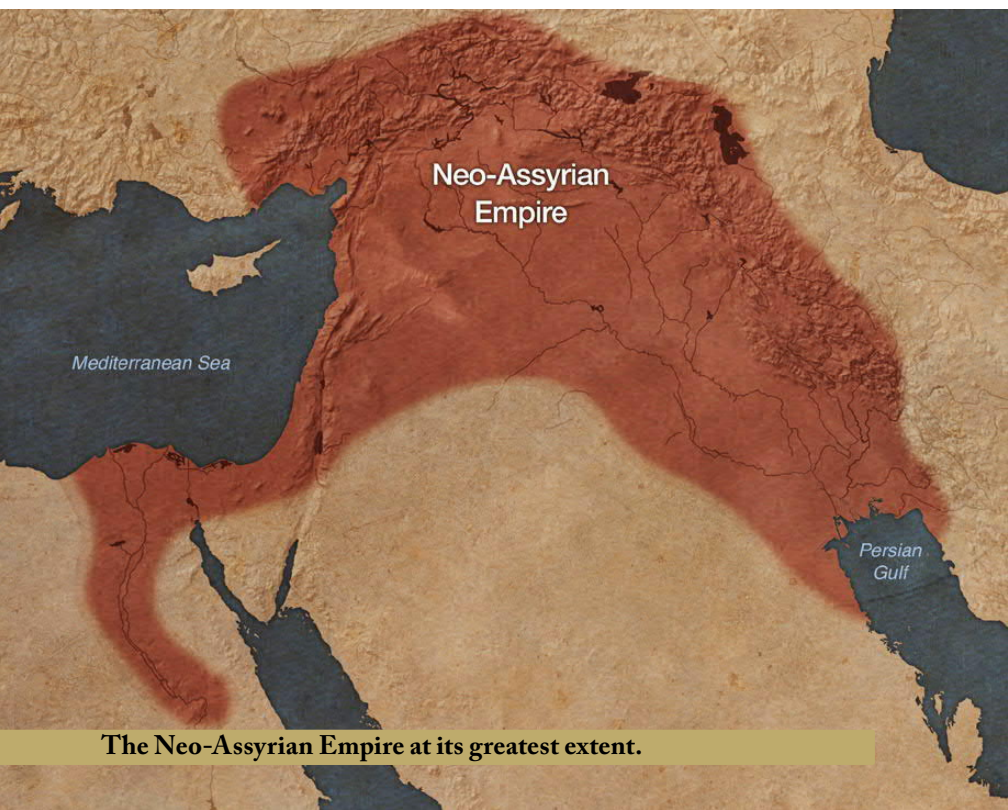 Neo-Assyrian
Empire
Mediterranean Sea
Persian
Gulf
The Neo-Assyrian Empire at its greatest extent.